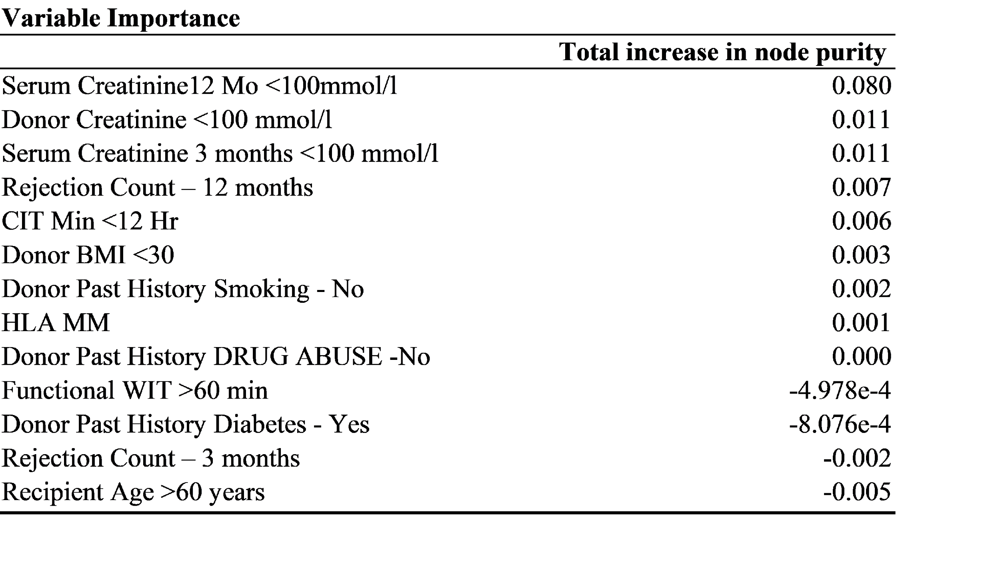 Variable Importance
Total increase in node purity
Serum Creatinine12 Mo <100mmol/l 0.080
Donor Creatinine <100 mmol/l 0.011
Serum Creatinine 3 months <100 mmol/l 0.011
Rejection Count – 12 months 0.007
CIT Min <12 Hr 0.006
Donor BMI <30 0.003
Donor Past History Smoking - No 0.002
HLA MM 0.001
Donor Past History DRUG ABUSE -No 0.000
Functional WIT >60 min -4.978e-4
Donor Past History Diabetes - Yes -8.076e-4
Rejection Count – 3 months -0.002
Recipient Age >60 years -0.005